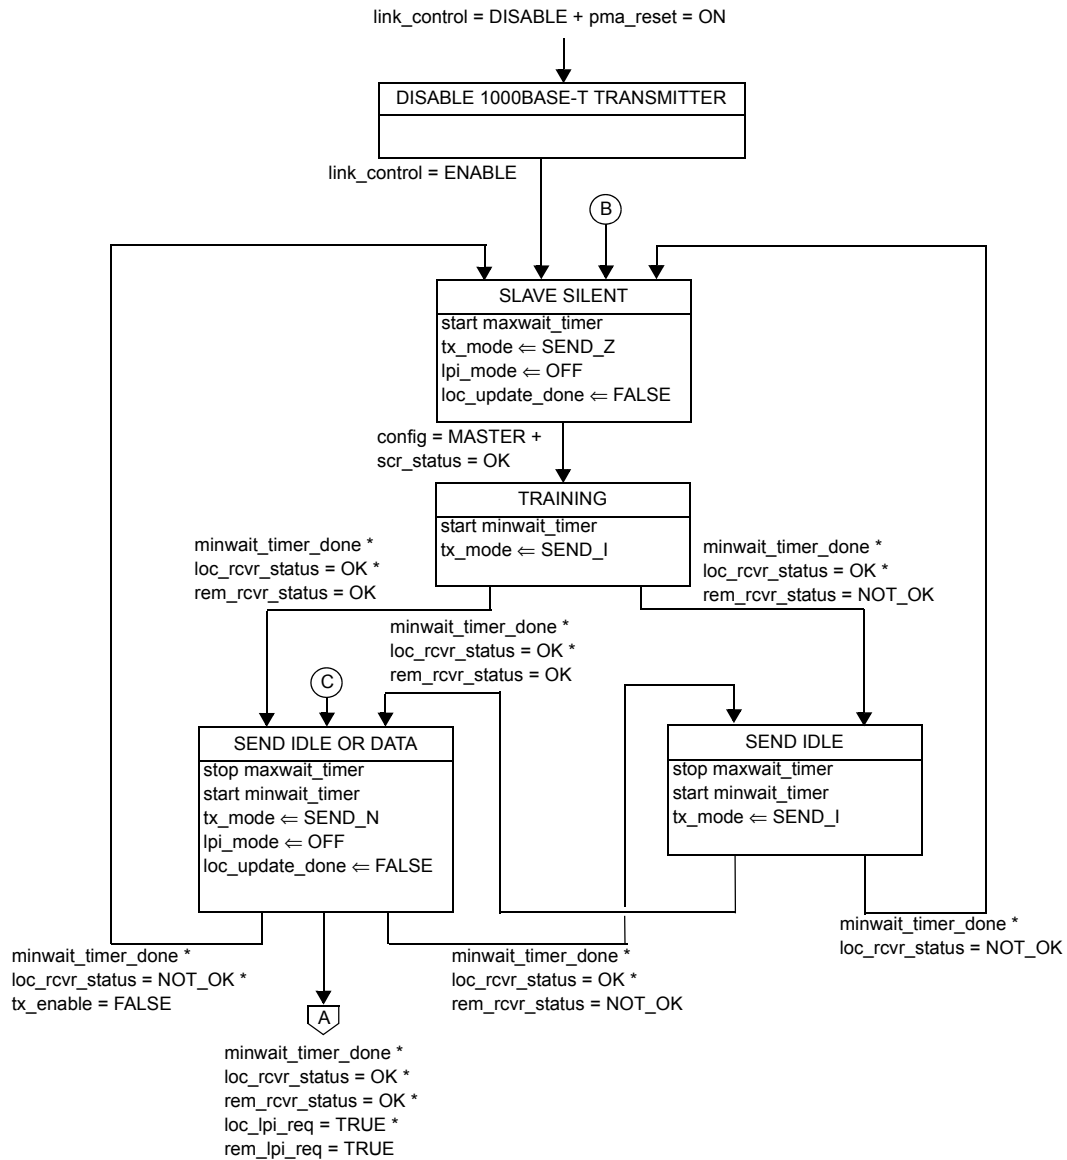 link_control = DISABLE + pma_reset = ON
DISABLE 1000BASE-T TRANSMITTER
link_control = ENABLE
B
SLAVE SILENT
start maxwait_timer
tx_mode ⇐ SEND_Z
lpi_mode ⇐ OFF
loc_update_done ⇐ FALSE
config = MASTER +
scr_status = OK
TRAINING
start minwait_timer
tx_mode ⇐ SEND_I
minwait_timer_done *
loc_rcvr_status = OK *
rem_rcvr_status = OK
minwait_timer_done *
loc_rcvr_status = OK *
rem_rcvr_status = NOT_OK
minwait_timer_done *
loc_rcvr_status = OK *
rem_rcvr_status = OK
C
SEND IDLE OR DATA
stop maxwait_timer
start minwait_timer
tx_mode ⇐ SEND_N
lpi_mode ⇐ OFF
loc_update_done ⇐ FALSE
SEND IDLE
stop maxwait_timer
start minwait_timer
tx_mode ⇐ SEND_I
minwait_timer_done *
loc_rcvr_status = NOT_OK *
tx_enable = FALSE
minwait_timer_done *
loc_rcvr_status = OK *
rem_rcvr_status = NOT_OK
minwait_timer_done *
loc_rcvr_status = NOT_OK
A
minwait_timer_done *
loc_rcvr_status = OK *
rem_rcvr_status = OK *
loc_lpi_req = TRUE *
rem_lpi_req = TRUE